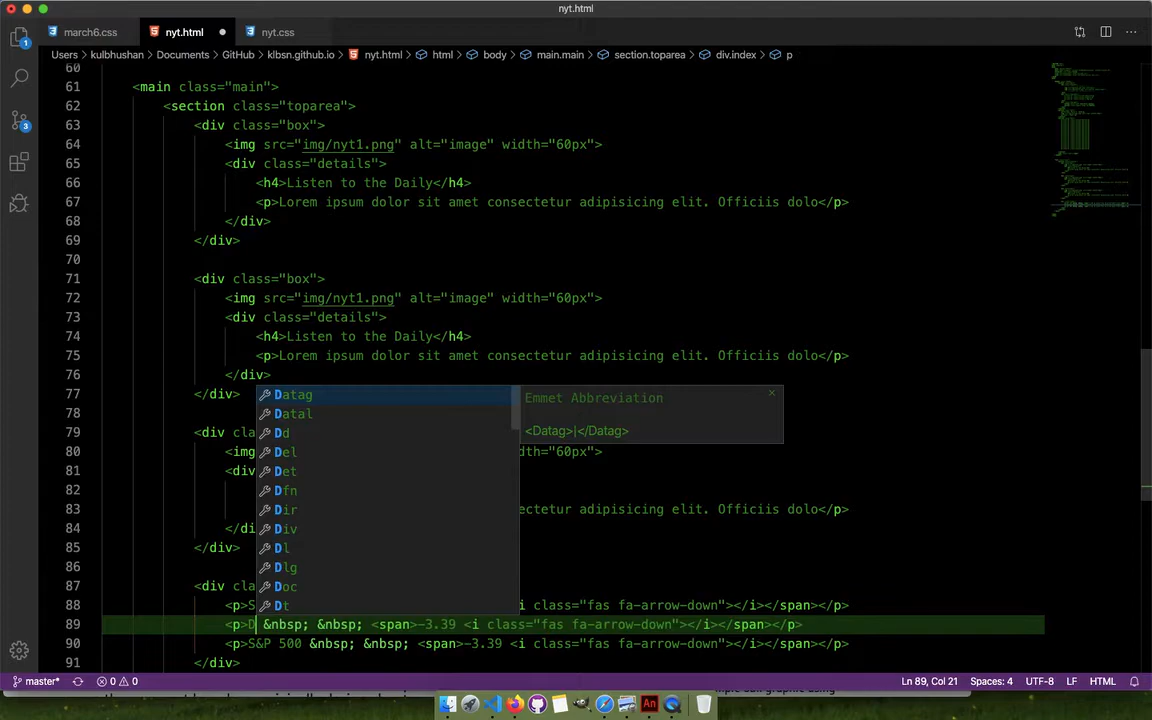 nyt.html
march6.css
nyt.html
nyt.css
1
Users > kulbhushan > Documents > GitHub > klbsn.github.io > nyt.html > html > body > main.main > section.toparea > div.index > p
60
61 <main class="main">
62 <section class="toparea">
63 <div class="box">
64 <img src="img/nyt1.png" alt="image" width="60px">
65 <div class="details">
66 <h4>Listen to the Daily</h4>
67 <p>Lorem ipsum dolor sit amet consectetur adipisicing elit. Officiis dolo</p>
68 </div>
69 </div>
70
71 <div class="box">
72 <img src="img/nyt1.png" alt="image" width="60px">
73 <div class="details">
74 <h4>Listen to the Daily</h4>
75 <p>Lorem ipsum dolor sit amet consectetur adipisicing elit. Officiis dolo</p>
76 </div>
77 </div>
78
79 <div cla
80 <img dth="60px">
81 <div
82
83 ectetur adipisicing elit. Officiis dolo</p>
84 </di
85 </div>
86
87 <div cla
88 <p>S i class="fas fa-arrow-down"></i></span></p>
89 <p>D &nbsp; &nbsp; <span>-3.39 <i class="fas fa-arrow-down"></i></span></p>
90 <p>S&P 500 &nbsp; &nbsp; <span>-3.39 <i class="fas fa-arrow-down"></i></span></p>
91 </div>
3
Datag
Datal
Dd
Del
Det
Dfn
Dir
Div
Dl
Dlg
Doc
Dt
Emmet Abbreviation
<Datag>|</Datag>
master*
0
0
Ln 89, Col 21
Spaces: 4
UTF-8
LF
HTML
An